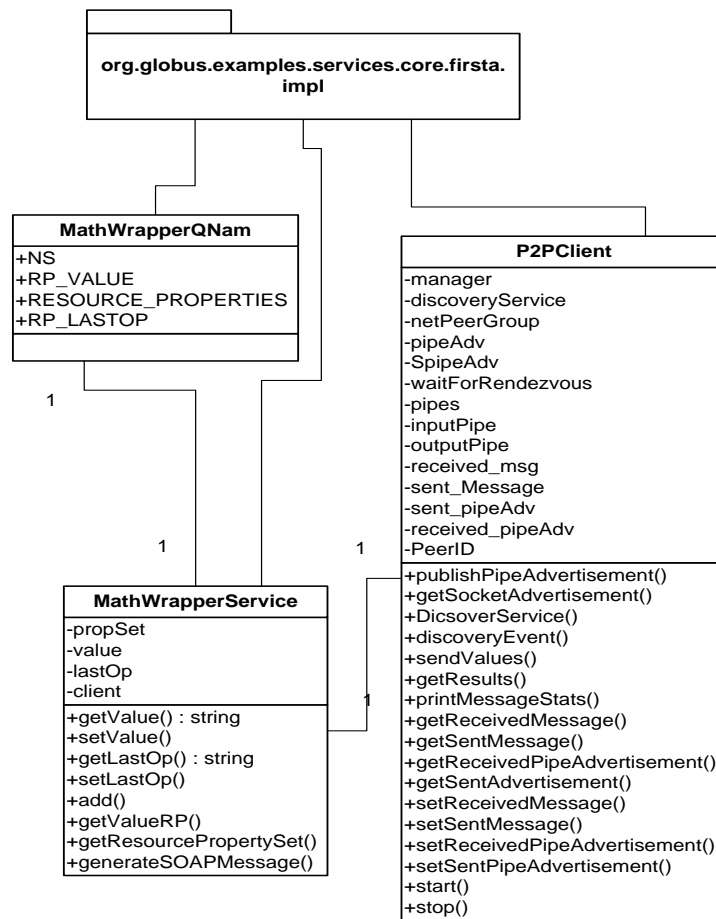 org.globus.examples.services.core.firsta.
impl
MathWrapperQNam
+NS
+RP_VALUE
+RESOURCE_PROPERTIES
+RP_LASTOP
1
1
MathWrapperService
-propSet
-value
-lastOp
-client
+getValue() : string
+setValue()
+getLastOp() : string
+setLastOp()
+add()
+getValueRP()
+getResourcePropertySet()
+generateSOAPMessage()
1
1
P2PClient
-manager
-discoveryService
-netPeerGroup
-pipeAdv
-SpipeAdv
-waitForRendezvous
-pipes
-inputPipe
-outputPipe
-received_msg
-sent_Message
-sent_pipeAdv
-received_pipeAdv
-PeerID
+publishPipeAdvertisement()
+getSocketAdvertisement()
+DicsoverService()
+discoveryEvent()
+sendValues()
+getResults()
+printMessageStats()
+getReceivedMessage()
+getSentMessage()
+getReceivedPipeAdvertisement()
+getSentAdvertisement()
+setReceivedMessage()
+setSentMessage()
+setReceivedPipeAdvertisement()
+setSentPipeAdvertisement()
+start()
+stop()